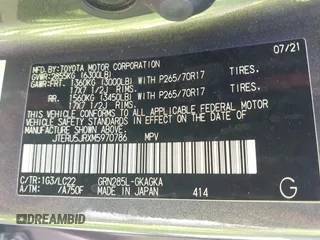 07/21
MFD. BY:TOYOTA MOTOR CORPORATION
GVWR:2855KG (6300LB)
GAWR:FRT. 1360KG (3000LB) WITH P265/70R17 TIRES,
17X7 1/2J RIMS,
RR. 1560KG (3450LB) WITH P265/70R17 TIRES,
17X7 1/2J RIMS,
THIS VEHICLE CONFORMS TO ALL APPLICABLE FEDERAL
MOTOR VEHICLE SAFETY STANDARDS IN EFFECT ON THE
DATE OF MANUFACTURE SHOWN ABOVE.
JTERU5JRXM5970786 MPV
C/TR:1G3/LC22 GRN285L-GKAGKA
A/TM: /A750F MADE IN JAPAN 414
G
DREAMBID